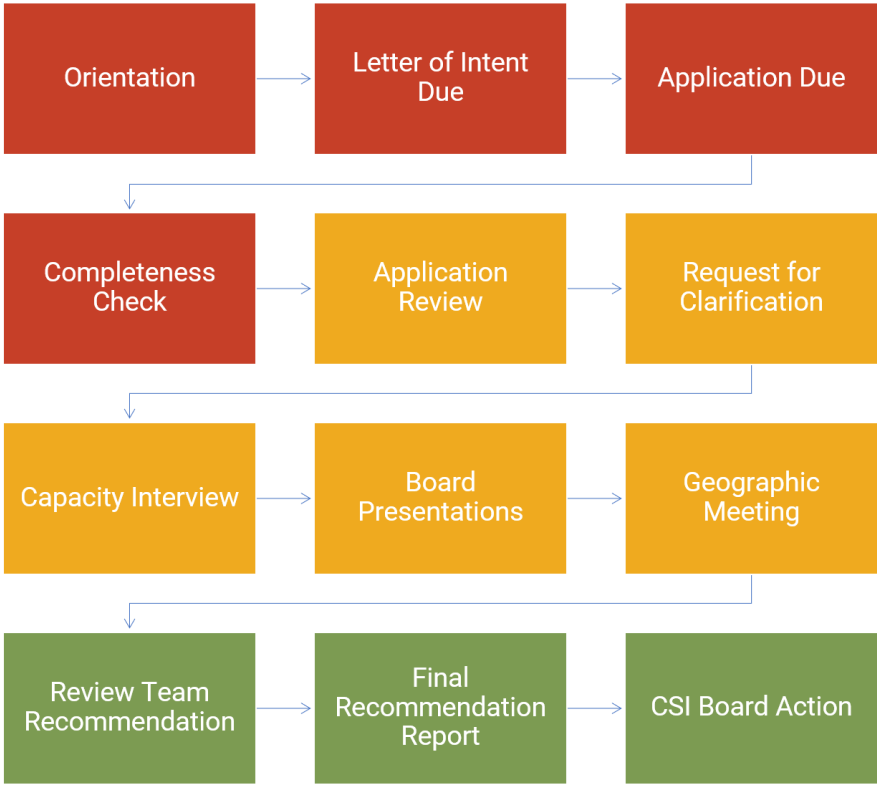 Orientation
Letter of Intent
Due
Application Due
Completeness
Check
Application
Review
Request for
Clarification
Capacity Interview
Board
Presentations
Geographic
Meeting
Review Team
Recommendation
Final
Recommendation
Report
CSI Board Action